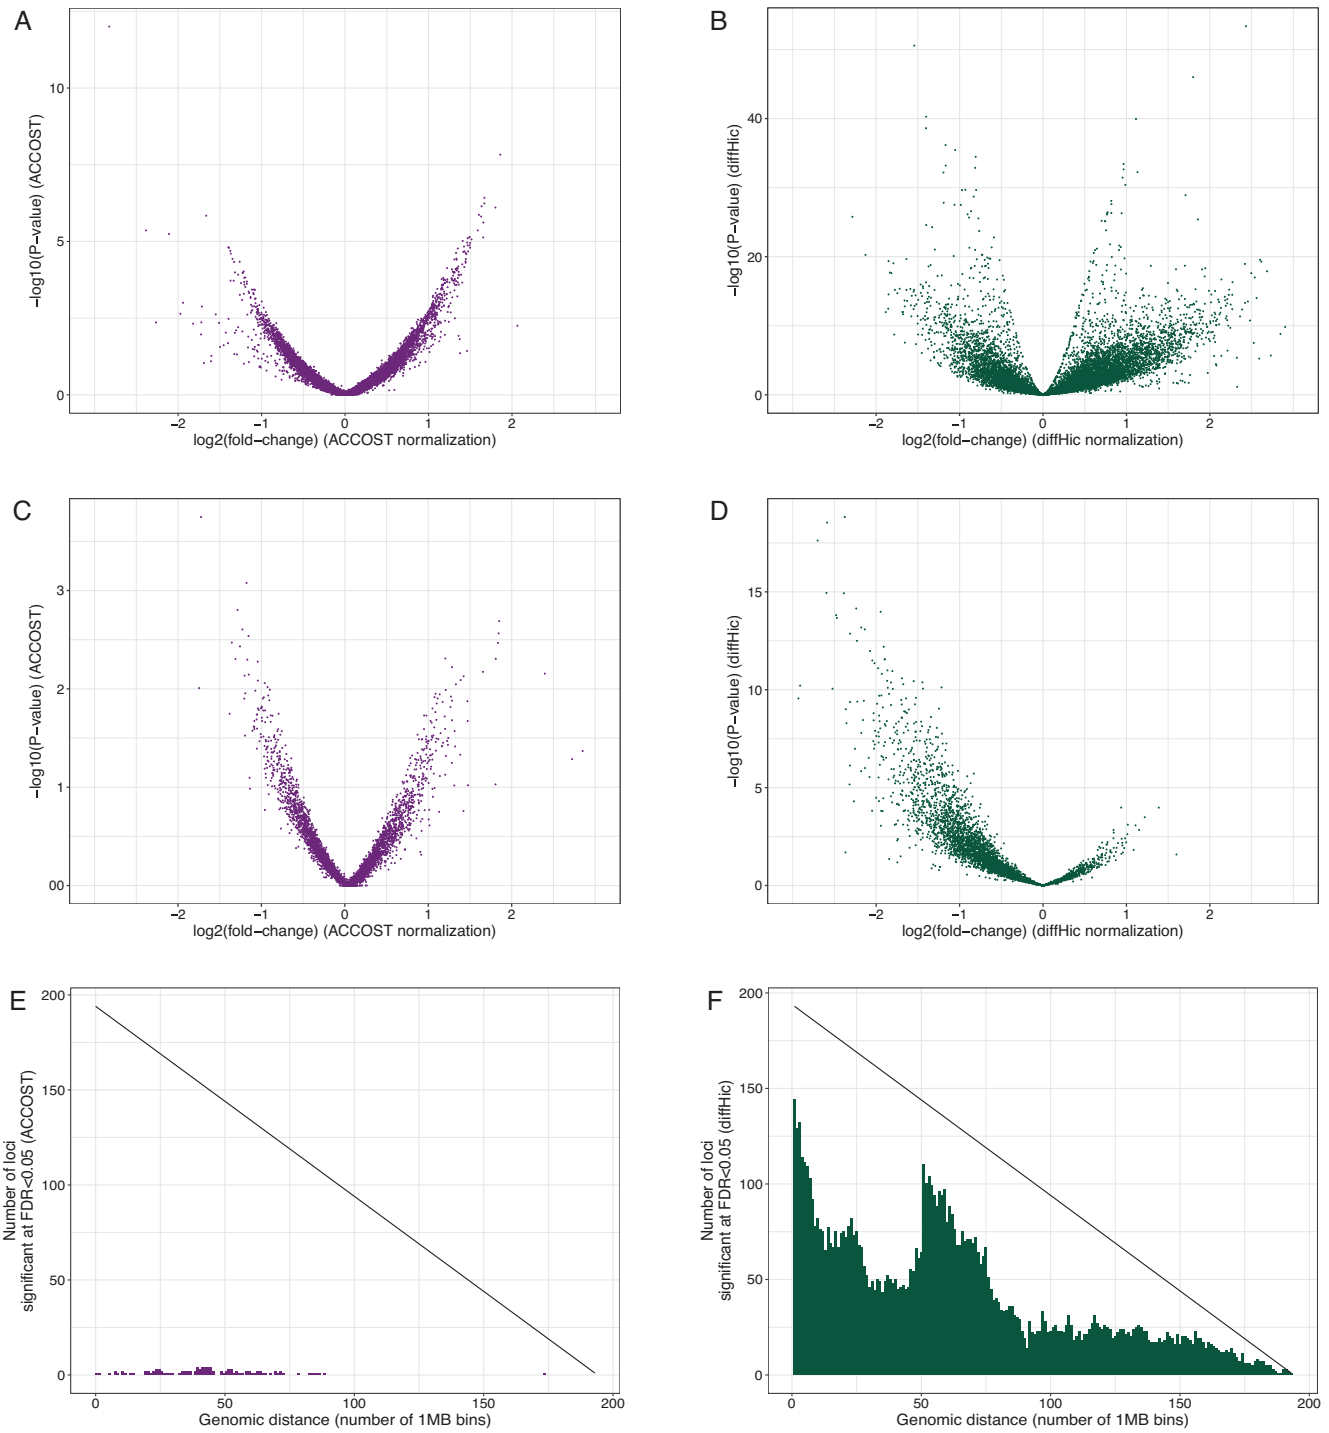 A
10
5
0
−log10(P−value) (ACCOST)
−2
−1
0
1
2
log2(fold−change) (ACCOST normalization)
B
40
20
0
−log10(P−value) (diffHic)
−2
−1
0
1
2
log2(fold−change) (diffHic normalization)
C
3
2
1
00
−log10(P−value) (ACCOST)
−2
−1
0
1
2
log2(fold−change) (ACCOST normalization)
D
15
10
5
0
−log10(P−value) (diffHic)
−2
−1
0
1
2
log2(fold−change) (diffHic normalization)
E
200
150
100
50
0
Number of loci
significant at FDR<0.05 (ACCOST)
0
50
100
150
200
Genomic distance (number of 1MB bins)
F
200
150
100
50
0
Number of loci
significant at FDR<0.05 (diffHic)
0
50
100
150
200
Genomic distance (number of 1MB bins)